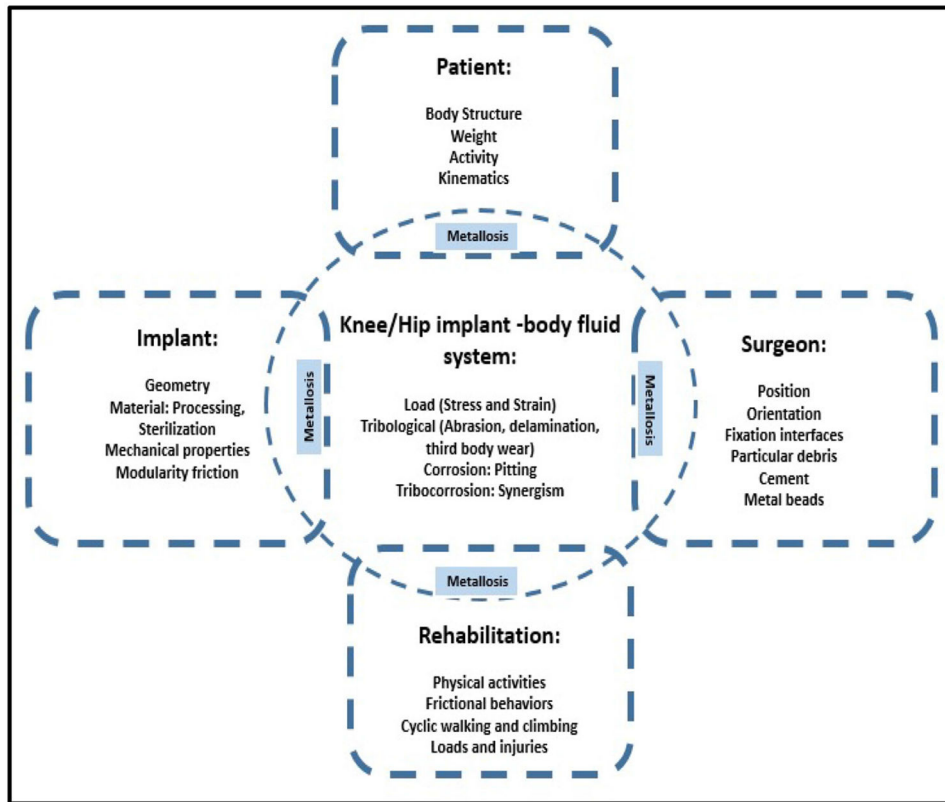 Patient:
Body Structure
Weight
Activity
Kinematics
Metallosis
Implant:
Geometry
Material: Processing,
Sterilization
Mechanical properties
Modularity friction
Metallosis
Knee/Hip implant -body fluid
system:
Load (Stress and Strain)
Tribological (Abrasion, delamination,
third body wear)
Corrosion: Pitting
Tribocorrosion: Synergism
Metallosis
Surgeon:
Position
Orientation
Fixation interfaces
Particular debris
Cement
Metal beads
Metallosis
Rehabilitation:
Physical activities
Frictional behaviors
Cyclic walking and climbing
Loads and injuries